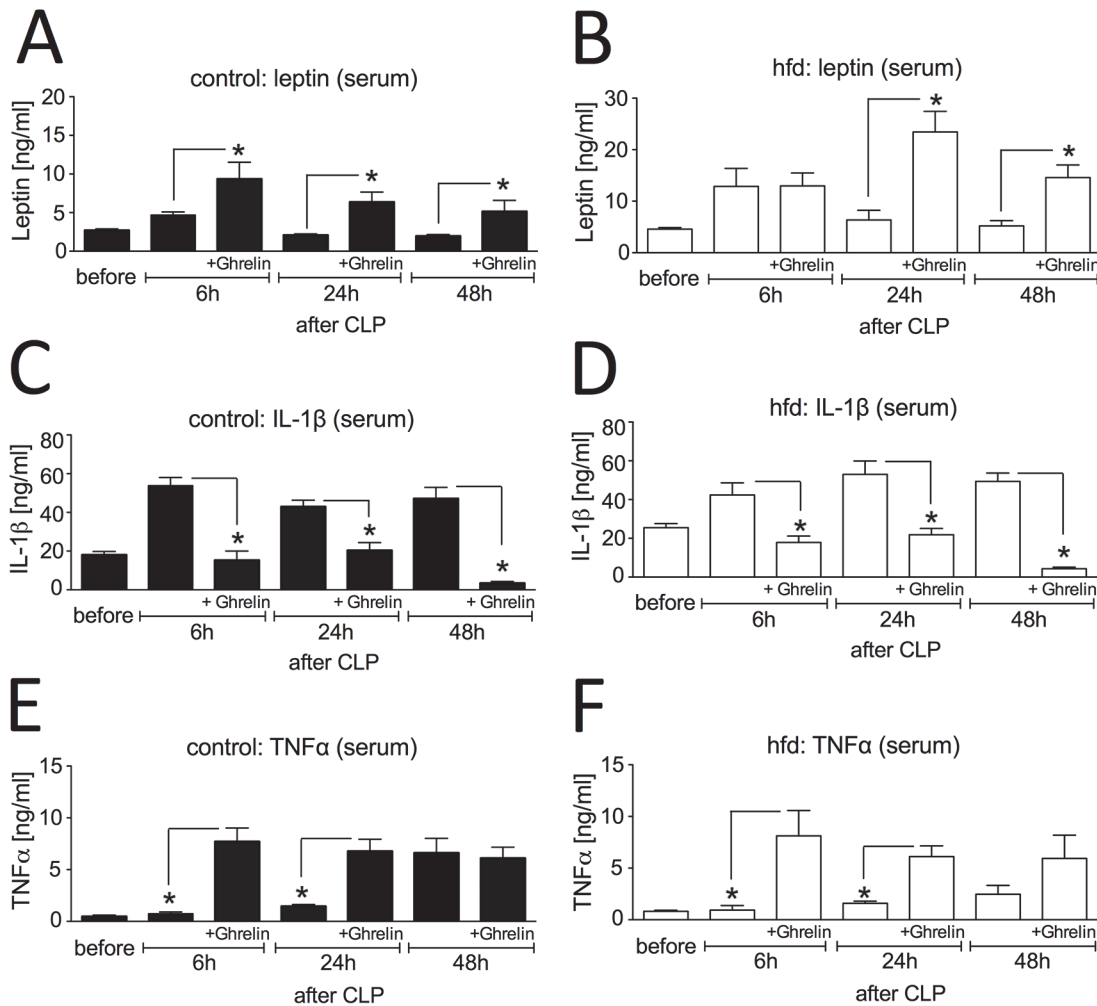 A
control: leptin (serum)
Leptin [ng/ml]
20
15
10
5
0
* * *
+Ghrelin +Ghrelin +Ghrelin
before
6h 24h 48h
after CLP
B
hfd: leptin (serum)
Leptin [ng/ml]
30
20
10
0
* * *
+Ghrelin +Ghrelin +Ghrelin
before
6h 24h 48h
after CLP
C
control: IL-1β (serum)
IL-1β [ng/ml]
80
60
40
20
0
* * *
+ Ghrelin + Ghrelin + Ghrelin
before
6h 24h 48h
after CLP
D
hfd: IL-1β (serum)
IL-1β [ng/ml]
80
60
40
20
0
* * *
+ Ghrelin + Ghrelin + Ghrelin
before
6h 24h 48h
after CLP
E
control: TNFα (serum)
TNFα [ng/ml]
15
10
5
0
* *
+Ghrelin +Ghrelin +Ghrelin
before
6h 24h 48h
after CLP
F
hfd: TNFα (serum)
TNFα [ng/ml]
15
10
5
0
* *
+Ghrelin +Ghrelin +Ghrelin
before
6h 24h 48h
after CLP